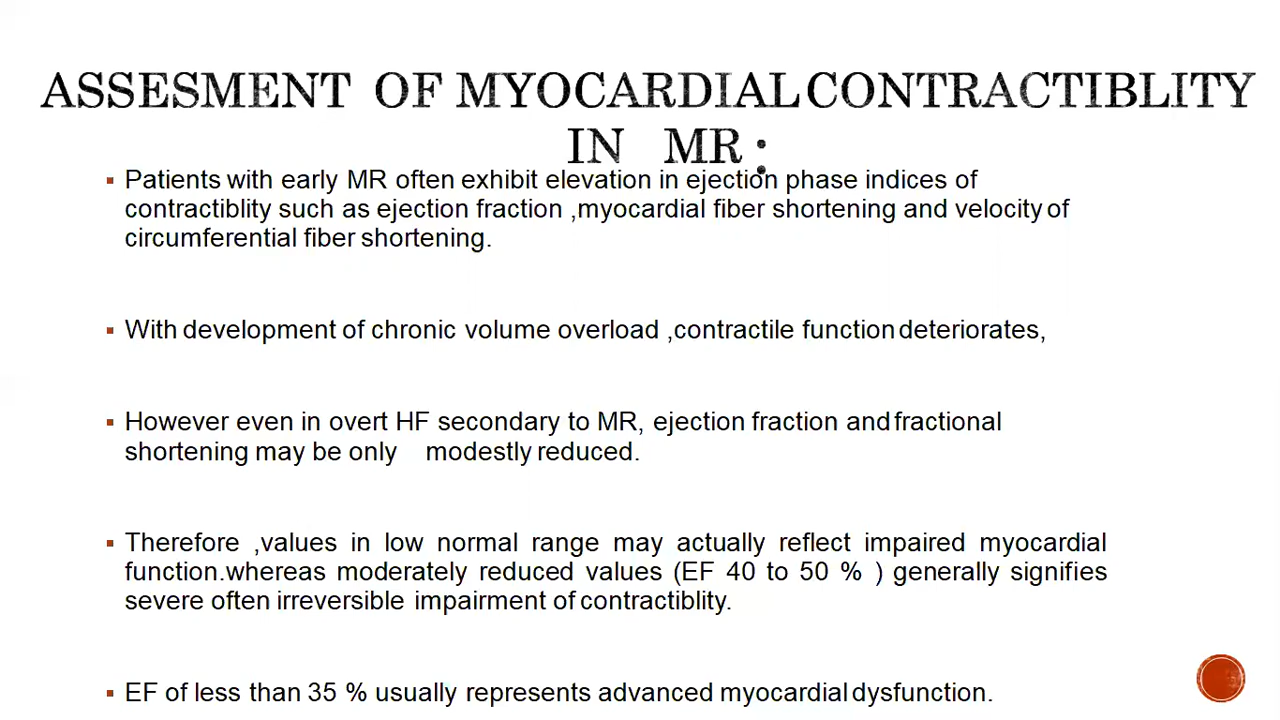 ASSESMENT OF MYOCARDIAL CONTRACTIBLITY
IN MR :
▪ Patients with early MR often exhibit elevation in ejection phase indices of
contractiblity such as ejection fraction ,myocardial fiber shortening and velocity of
circumferential fiber shortening.
▪ With development of chronic volume overload ,contractile function deteriorates,
▪ However even in overt HF secondary to MR, ejection fraction and fractional
shortening may be only modestly reduced.
▪ Therefore ,values in low normal range may actually reflect impaired myocardial
function.whereas moderately reduced values (EF 40 to 50 % ) generally signifies
severe often irreversible impairment of contractiblity.
▪ EF of less than 35 % usually represents advanced myocardial dysfunction.